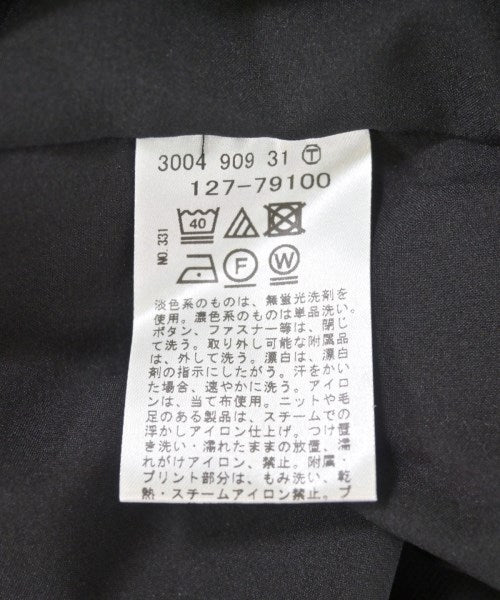 3004 909 31 Ⓣ
127-79100
NO.331
40
F W
淡色系のものは、無蛍光洗剤を
使用。濃色系のものは単品洗い。
ボタン、ファスナー等は、閉じ
て洗う。取り外し可能な附属品
は、外して洗う。漂白は、漂白
剤の指示にしたがう。汗をかい
た場合、速やかに洗う。アイロ
ンは、当て布使用。ニットや毛
足のある製品は、スチームでの
浮かしアイロン仕上げ。つけ置
き洗い・濡れたままの放置、濡
れがけアイロン、禁止。附属・
プリント部分は、もみ洗い、乾
熱・スチームアイロン禁止。プ